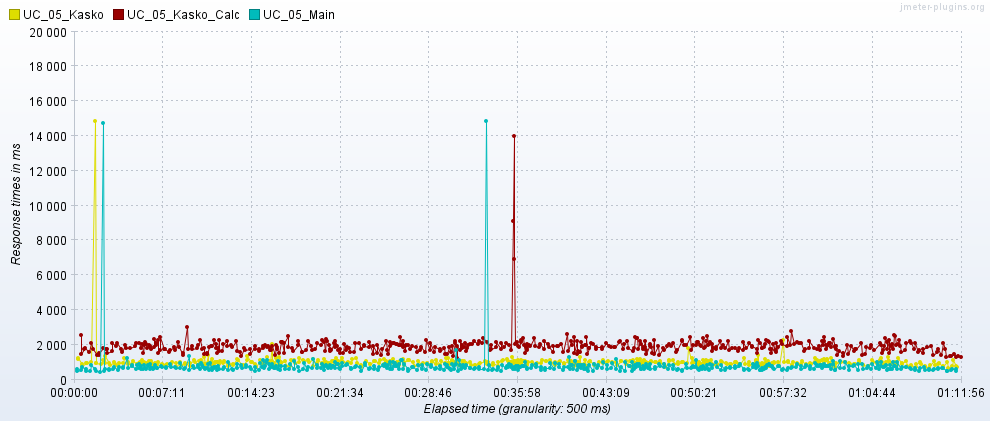 jmeter-plugins.org
UC_05_Kasko UC_05_Kasko_Calc UC_05_Main
20 000
18 000
16 000
14 000
12 000
10 000
8 000
6 000
4 000
2 000
0
Response times in ms
00:00:00 00:07:11 00:14:23 00:21:34 00:28:46 00:35:58 00:43:09 00:50:21 00:57:32 01:04:44 01:11:56
Elapsed time (granularity: 500 ms)